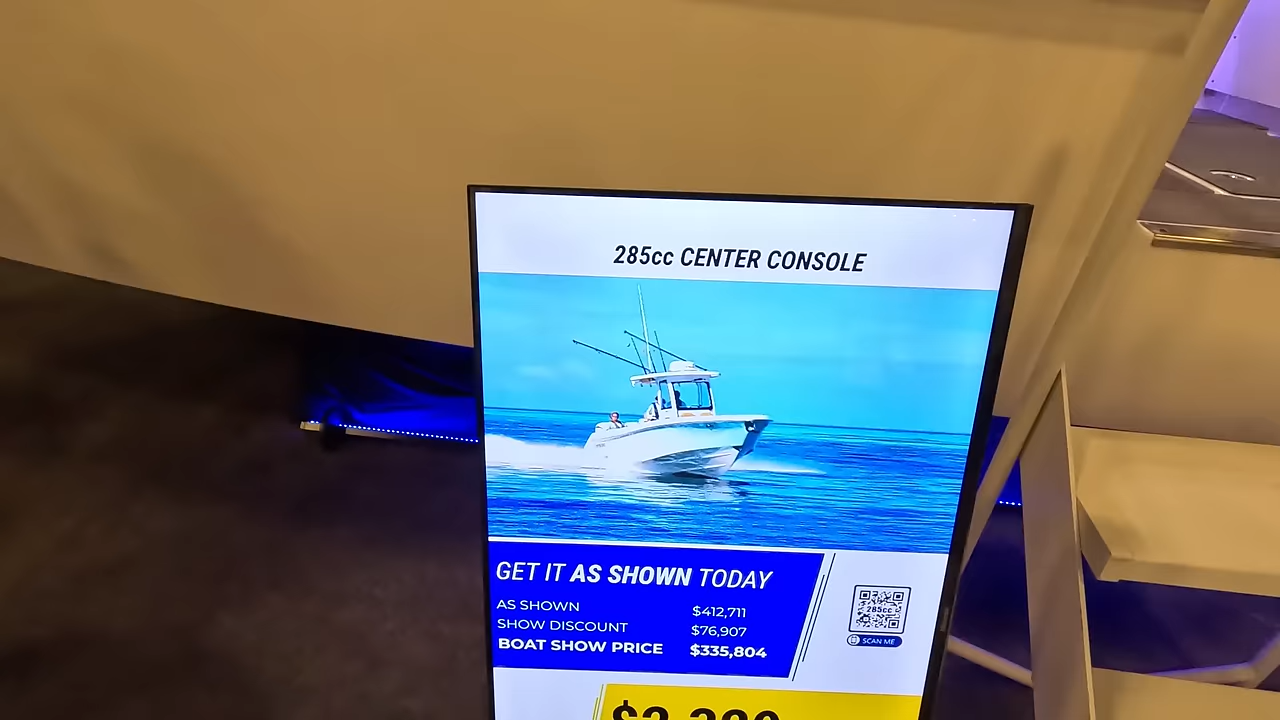 285cc CENTER CONSOLE
GET IT AS SHOWN TODAY
AS SHOWN $412,711
SHOW DISCOUNT $76,907
BOAT SHOW PRICE $335,804
285cc
SCAN ME